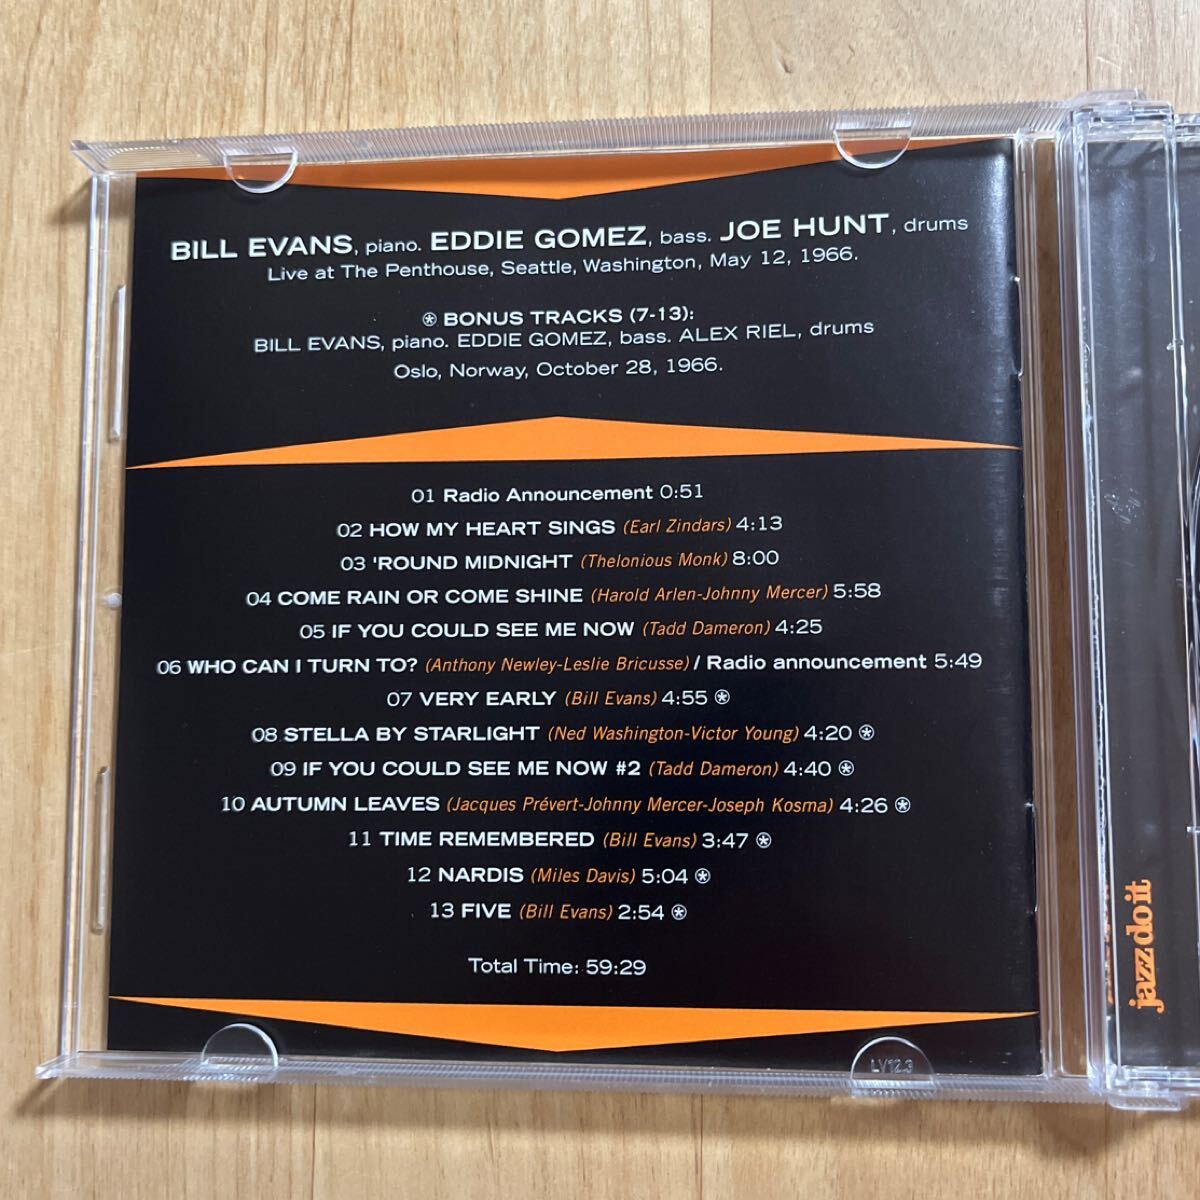 BILL EVANS, piano. EDDIE GOMEZ, bass. JOE HUNT, drums
Live at The Penthouse, Seattle, Washington, May 12, 1966.
⊛ BONUS TRACKS (7-13):
BILL EVANS, piano. EDDIE GOMEZ, bass. ALEX RIEL, drums
Oslo, Norway, October 28, 1966.
01 Radio Announcement 0:51
02 HOW MY HEART SINGS (Earl Zindars) 4:13
03 'ROUND MIDNIGHT (Thelonious Monk) 8:00
04 COME RAIN OR COME SHINE (Harold Arlen-Johnny Mercer) 5:58
05 IF YOU COULD SEE ME NOW (Tadd Dameron) 4:25
06 WHO CAN I TURN TO? (Anthony Newley-Leslie Bricusse) / Radio announcement 5:49
07 VERY EARLY (Bill Evans) 4:55 ⊛
08 STELLA BY STARLIGHT (Ned Washington-Victor Young) 4:20 ⊛
09 IF YOU COULD SEE ME NOW #2 (Tadd Dameron) 4:40 ⊛
10 AUTUMN LEAVES (Jacques Prévert-Johnny Mercer-Joseph Kosma) 4:26 ⊛
11 TIME REMEMBERED (Bill Evans) 3:47 ⊛
12 NARDIS (Miles Davis) 5:04 ⊛
13 FIVE (Bill Evans) 2:54 ⊛
Total Time: 59:29
LV12.3
jazz do it